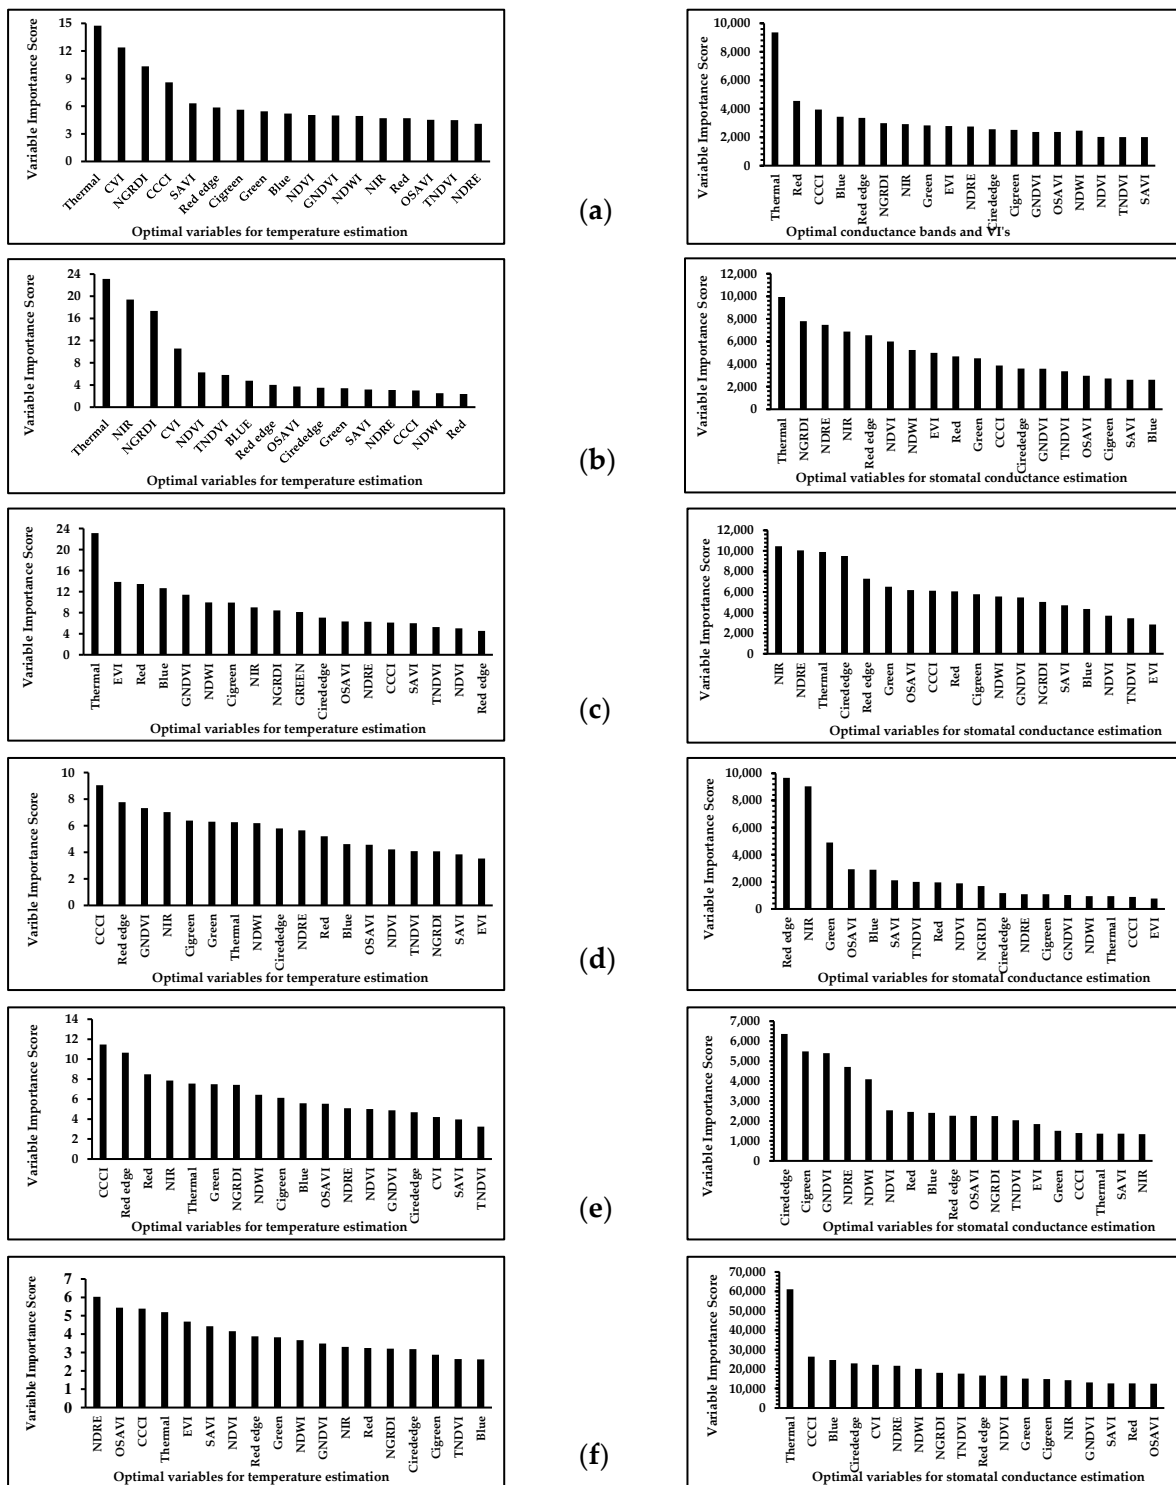 Variable Importance Score
15
12
9
6
3
0
Thermal
CVI
NGRDI
CCCI
SAVI
Red edge
Cigreen
Green
Blue
NDVI
GNDVI
NDWI
NIR
Red
OSAVI
TNDVI
NDRE
Optimal variables for temperature estimation
(a)
Variable Importance Score
10,000
8,000
6,000
4,000
2,000
0
Thermal
Red
CCCI
Blue
Red edge
NGRDI
NIR
Green
EVI
NDRE
Cirededge
Cigreen
GNDVI
OSAVI
NDWI
NDVI
TNDVI
SAVI
Optimal conductance bands and VI's
Variable Importance Score
24
20
16
12
8
4
0
Thermal
NIR
NGRDI
CVI
NDVI
TNDVI
BLUE
Red edge
OSAVI
Cirededge
Green
SAVI
NDRE
CCCI
NDWI
Red
Optimal variables for temperature estimation
(b)
Variable Importance Score
12,000
10,000
8,000
6,000
4,000
2,000
0
Thermal
NGRDI
NDRE
NIR
Red edge
NDVI
NDWI
EVI
Red
Green
CCCI
Cirededge
GNDVI
TNDVI
OSAVI
Cigreen
SAVI
Blue
Optimal vatiables for stomatal conductance estimation
Variable Importance Score
24
20
16
12
8
4
0
Thermal
EVI
Red
Blue
GNDVI
NDWI
Cigreen
NIR
NGRDI
GREEN
Cirededge
OSAVI
NDRE
CCCI
SAVI
TNDVI
NDVI
Red edge
Optimal variables for temperature estimation
(c)
Variable Importance Score
12,000
10,000
8,000
6,000
4,000
2,000
0
NIR
NDRE
Thermal
Cirededge
Red edge
Green
OSAVI
CCCI
Red
Cigreen
NDWI
GNDVI
NGRDI
SAVI
Blue
NDVI
TNDVI
EVI
Optimal variables for stomatal conductance estimation
Varible Importance Score
10
8
6
4
2
0
CCCI
Red edge
GNDVI
NIR
Cigreen
Green
Thermal
NDWI
Cirededge
NDRE
Red
Blue
OSAVI
NDVI
TNDVI
NGRDI
SAVI
EVI
Optimal variables for temperature estimation
(d)
Variable Importance Score
10,000
8,000
6,000
4,000
2,000
0
Red edge
NIR
Green
OSAVI
Blue
SAVI
TNDVI
Red
NDVI
NGRDI
Cirededge
NDRE
Cigreen
GNDVI
NDWI
Thermal
CCCI
EVI
Optimal variables for stomatal conductance estimation
Variable Importance Score
14
12
10
8
6
4
2
0
CCCI
Red edge
Red
NIR
Thermal
Green
NGRDI
NDWI
Cigreen
Blue
OSAVI
NDRE
NDVI
GNDVI
Cirededge
CVI
SAVI
TNDVI
Optimal variables for temperature estimation
(e)
Variable Importance Score
7,000
6,000
5,000
4,000
3,000
2,000
1,000
0
Cirededge
Cigreen
GNDVI
NDRE
NDWI
NDVI
Red
Blue
Red edge
OSAVI
NGRDI
TNDVI
EVI
Green
CCCI
Thermal
SAVI
NIR
Optimal variables for stomatal conductance estimation
Variable Importance Score
7
6
5
4
3
2
1
0
NDRE
OSAVI
CCCI
Thermal
EVI
SAVI
NDVI
Red edge
Green
NDWI
GNDVI
NIR
Red
NGRDI
Cirededge
Cigreen
TNDVI
Blue
Optimal variables for temperature estimation
(f)
Variable Importance Score
70,000
60,000
50,000
40,000
30,000
20,000
10,000
0
Thermal
CCCI
Blue
Cirededge
CVI
NDRE
NDWI
NGRDI
TNDVI
Red edge
NDVI
Green
Cigreen
NIR
GNDVI
SAVI
Red
OSAVI
Optimal variables for stomatal conductance estimation